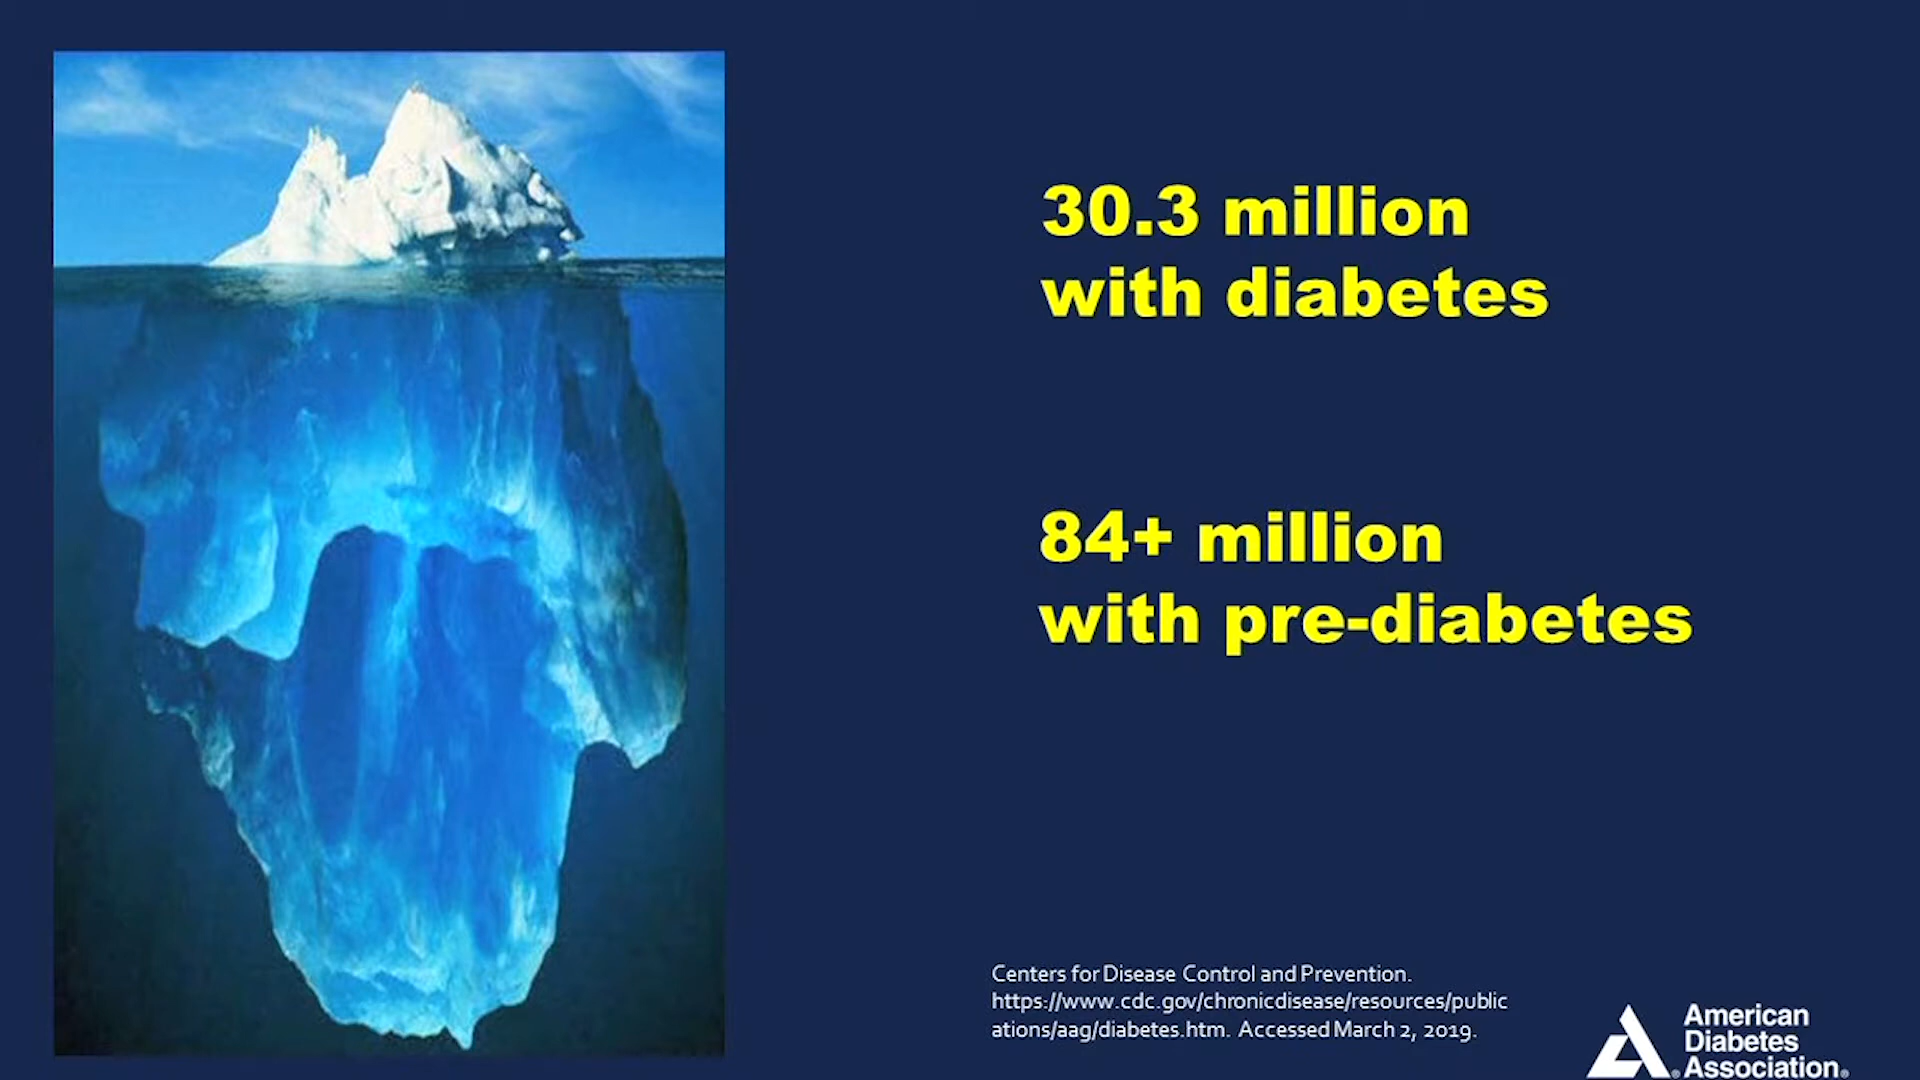 30.3 million
with diabetes
84+ million
with pre-diabetes
Centers for Disease Control and Prevention.
https://www.cdc.gov/chronicdisease/resources/public
ations/aag/diabetes.htm. Accessed March 2, 2019.
American
Diabetes
Association®